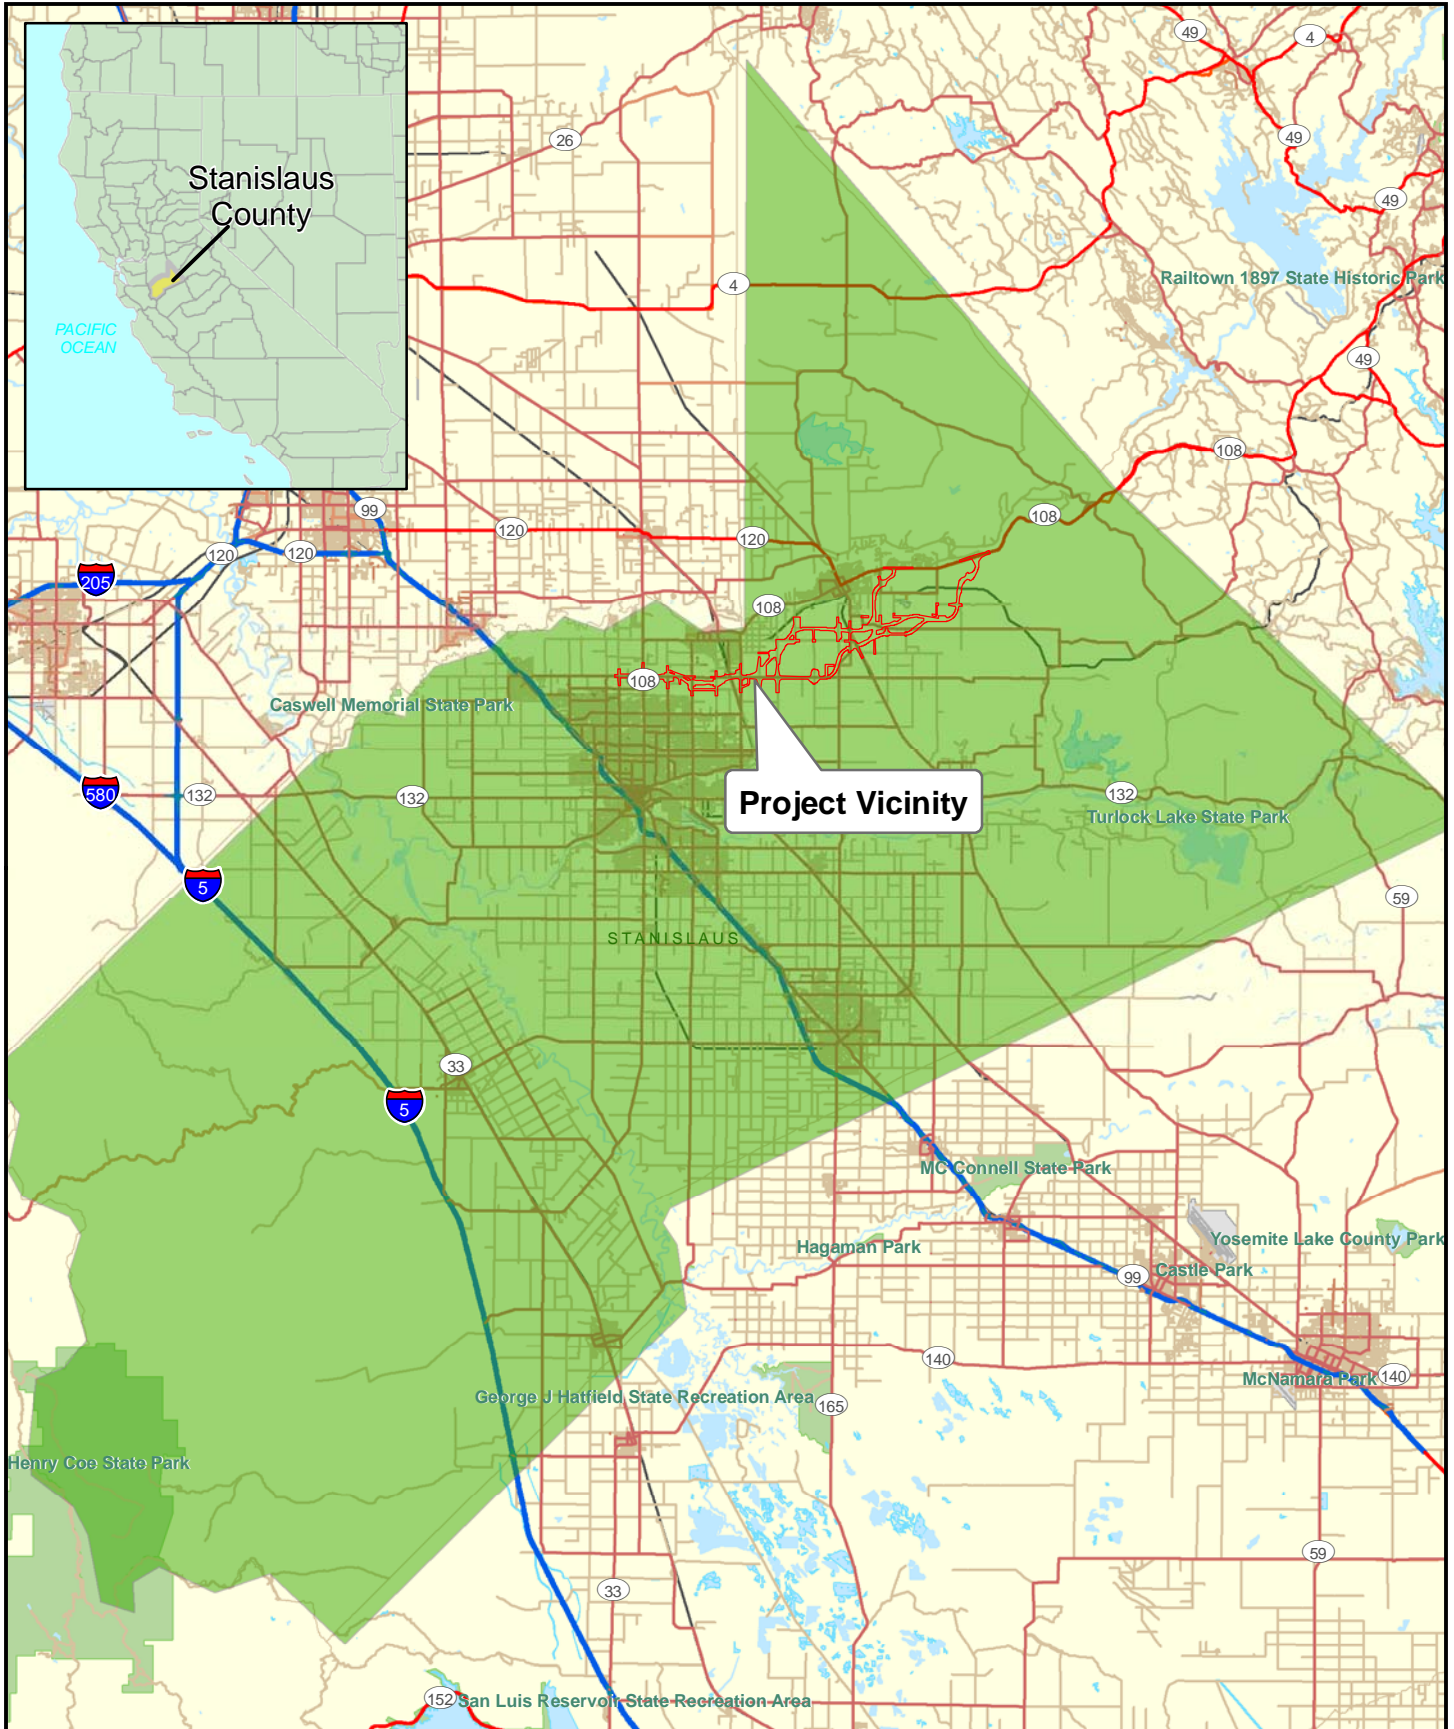 49
4
26
49
Stanislaus
County
49
Railtown 1897 State Historic Park
4
PACIFIC
OCEAN
49
108
99
108
120
120
120
120
205
108
108
Caswell Memorial State Park
580
132
132
132
Project Vicinity
Turlock Lake State Park
5
59
STANISLAUS
33
5
MC Connell State Park
Hagaman Park
Yosemite Lake County Park
99
Castle Park
140
140
McNamara Park
George J Hatfield State Recreation Area
165
Henry Coe State Park
59
33
152
San Luis Reservoir State Recreation Area